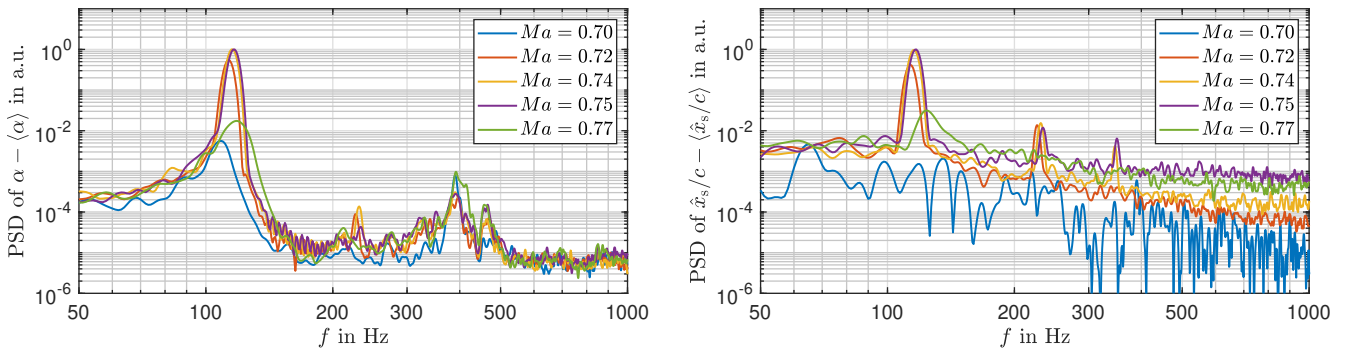 PSD of α − ⟨α⟩ in a.u.
10^0
10^-2
10^-4
10^-6
50 100 200 300 500 1000
f in Hz
Ma = 0.70
Ma = 0.72
Ma = 0.74
Ma = 0.75
Ma = 0.77
PSD of x̂_s/c − ⟨x̂_s/c⟩ in a.u.
10^0
10^-2
10^-4
10^-6
50 100 200 300 500 1000
f in Hz
Ma = 0.70
Ma = 0.72
Ma = 0.74
Ma = 0.75
Ma = 0.77